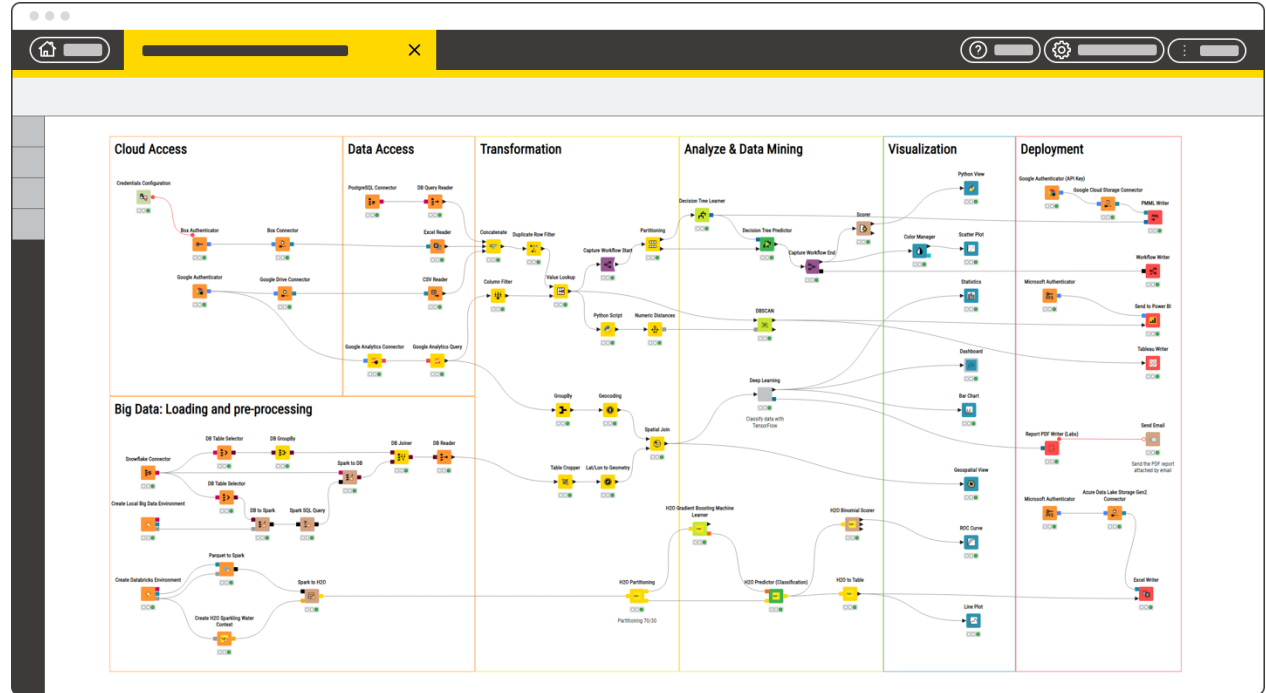 Cloud Access
Data Access
Transformation
Analyze & Data Mining
Visualization
Deployment
Credentials Configuration
Box Authenticator
Box Connector
Google Authenticator
Google Drive Connector
PostgreSQL Connector
DB Query Reader
Excel Reader
CSV Reader
Google Analytics Connector
Google Analytics Query
Concatenate
Duplicate Row Filter
Column Filter
Value Lookup
Capture Workflow Start
Partitioning
Python Script
Numeric Distances
GroupBy
Geocoding
Spatial Join
Table Cropper
Lat/Lon to Geometry
H2O Partitioning
Partitioning 70/30
Decision Tree Learner
Decision Tree Predictor
Capture Workflow End
Scorer
DBSCAN
Deep Learning
Classify data with
TensorFlow
H2O Gradient Boosting Machine
Learner
H2O Binomial Scorer
H2O Predictor (Classification)
H2O to Table
Python View
Color Manager
Scatter Plot
Statistics
Dashboard
Bar Chart
Geospatial View
ROC Curve
Line Plot
Google Authenticator (API Key)
Google Cloud Storage Connector
PMML Writer
Workflow Writer
Microsoft Authenticator
Send to Power BI
Tableau Writer
Report PDF Writer (Labs)
Send Email
Send the PDF report
attached by email
Microsoft Authenticator
Azure Data Lake Storage Gen2
Connector
Excel Writer
Big Data: Loading and pre-processing
Snowflake Connector
DB Table Selector
DB GroupBy
DB Table Selector
Spark to DB
DB Joiner
DB Reader
Create Local Big Data Environment
DB to Spark
Spark SQL Query
Create Databricks Environment
Parquet to Spark
Spark to H2O
Create H2O Sparkling Water
Context